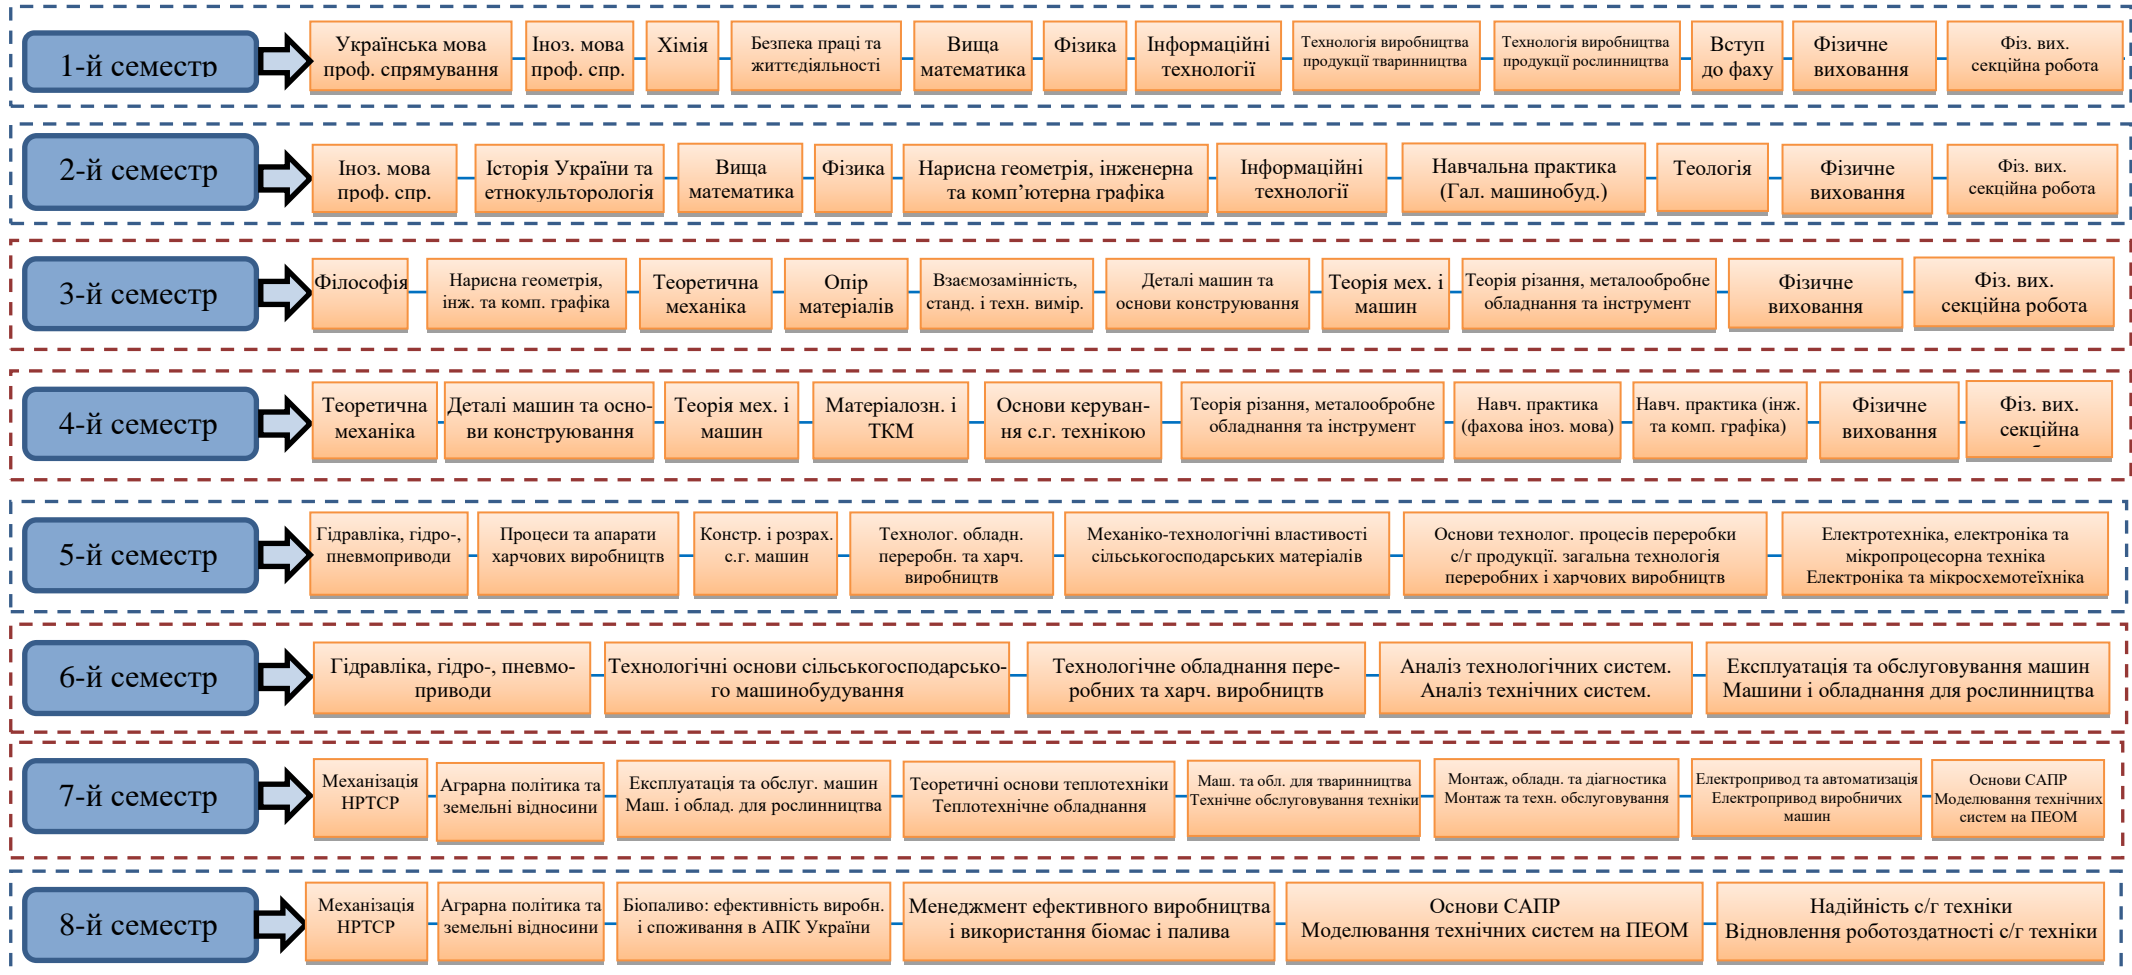 1-й семестр
Українська мова
проф. спрямування
Іноз. мова
проф. спр.
Хімія
Безпека праці та
життєдіяльності
Вища
математика
Фізика
Інформаційні
технології
Технологія виробництва
продукції тваринництва
Технологія виробництва
продукції рослинництва
Вступ
до фаху
Фізичне
виховання
Фіз. вих.
секційна робота
2-й семестр
Іноз. мова
проф. спр.
Історія України та
етнокульторологія
Вища
математика
Фізика
Нарисна геометрія, інженерна
та комп’ютерна графіка
Інформаційні
технології
Навчальна практика
(Гал. машинобуд.)
Теологія
Фізичне
виховання
Фіз. вих.
секційна робота
3-й семестр
Філософія
Нарисна геометрія,
інж. та комп. графіка
Теоретична
механіка
Опір
матеріалів
Взаємозамінність,
станд. і техн. вимір.
Деталі машин та
основи конструювання
Теорія мех. і
машин
Теорія різання, металообробне
обладнання та інструмент
Фізичне
виховання
Фіз. вих.
секційна робота
4-й семестр
Теоретична
механіка
Деталі машин та осно-
ви конструювання
Теорія мех. і
машин
Матеріалозн. і
ТКМ
Основи керуван-
ня с.г. технікою
Теорія різання, металообробне
обладнання та інструмент
Навч. практика
(фахова іноз. мова)
Навч. практика (інж.
та комп. графіка)
Фізичне
виховання
Фіз. вих.
секційна
5-й семестр
Гідравліка, гідро-,
пневмоприводи
Процеси та апарати
харчових виробництв
Констр. і розрах.
с.г. машин
Технолог. обладн.
переробн. та харч.
виробництв
Механіко-технологічні властивості
сільськогосподарських матеріалів
Основи технолог. процесів переробки
с/г продукції. загальна технологія
переробних і харчових виробництв
Електротехніка, електроніка та
мікропроцесорна техніка
Електроніка та мікросхемотеїхніка
6-й семестр
Гідравліка, гідро-, пневмо-
приводи
Технологічні основи сільськогосподарсько-
го машинобудування
Технологічне обладнання пере-
робних та харч. виробництв
Аналіз технологічних систем.
Аналіз технічних систем.
Експлуатація та обслуговування машин
Машини і обладнання для рослинництва
7-й семестр
Механізація
НРТСР
Аграрна політика та
земельні відносини
Експлуатація та обслуг. машин
Маш. і облад. для рослинництва
Теоретичні основи теплотехніки
Теплотехнічне обладнання
Маш. та обл. для тваринництва
Технічне обслуговування техніки
Монтаж, обладн. та діагностика
Монтаж та техн. обслуговування
Електропривод та автоматизація
Електропривод виробничих
машин
Основи САПР
Моделювання технічних
систем на ПЕОМ
8-й семестр
Механізація
НРТСР
Аграрна політика та
земельні відносини
Біопаливо: ефективність виробн.
і споживання в АПК України
Менеджмент ефективного виробництва
і використання біомас і палива
Основи САПР
Моделювання технічних систем на ПЕОМ
Надійність с/г техніки
Відновлення роботоздатності с/г техніки